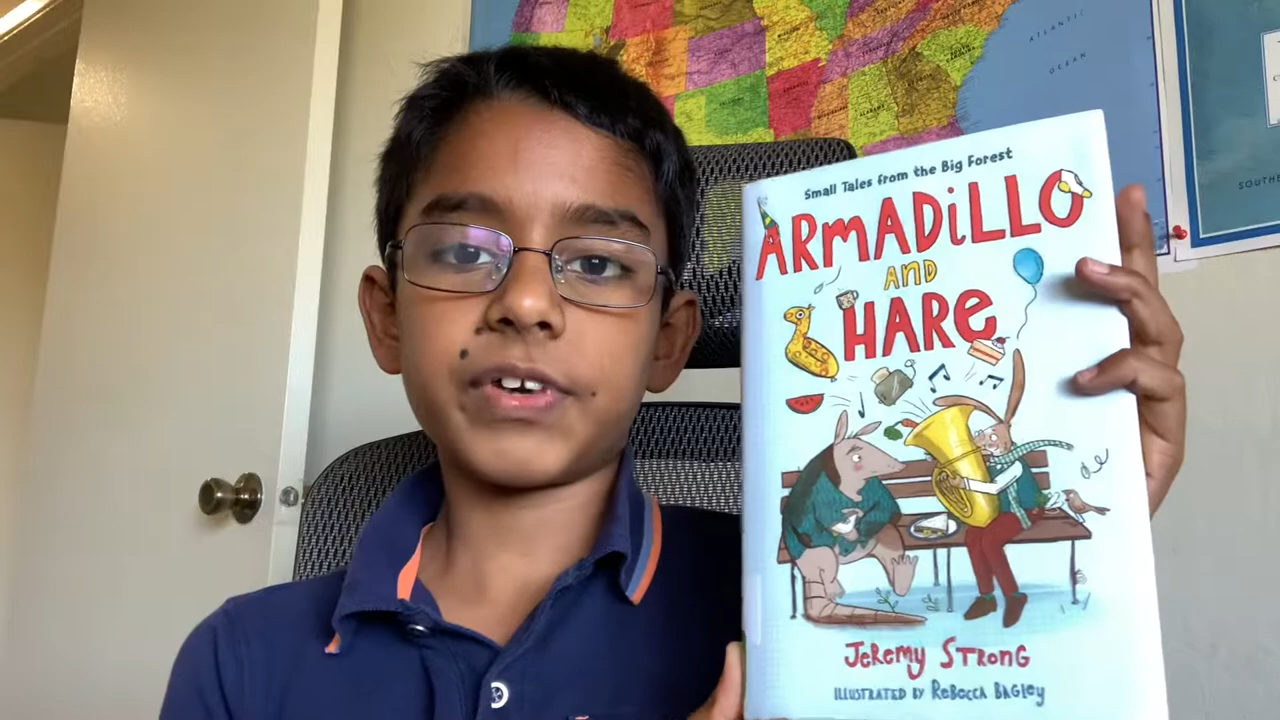 ATLANTIC
OCEAN
Small Tales from the Big Forest
ARMADiLLO
AND
HARe
JeReMy STRoNG
ILLUSTRATED BY ReBeCCA BAGLeY